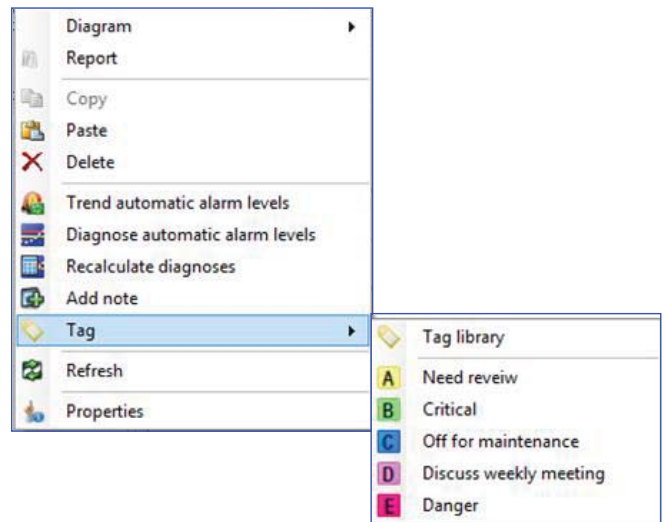 Diagram
Report
Copy
Paste
Delete
Trend automatic alarm levels
Diagnose automatic alarm levels
Recalculate diagnoses
Add note
Tag
Refresh
Properties
Tag library
A Need reveiw
B Critical
C Off for maintenance
D Discuss weekly meeting
E Danger